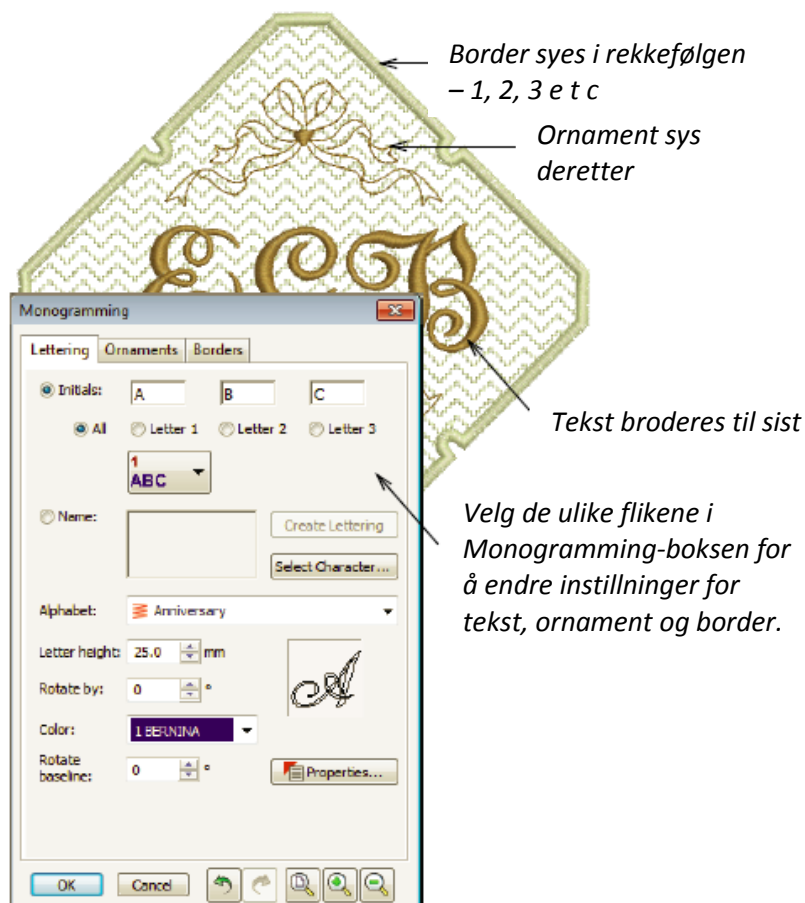 Border syes i rekkefølgen
– 1, 2, 3 e t c
Ornament sys
deretter
ECB
Monogramming
Lettering Ornaments Borders
Initials: A B C
All Letter 1 Letter 2 Letter 3
1
ABC
Tekst broderes til sist
Name:
Create Lettering
Select Character...
Velg de ulike flikene i
Monogramming-boksen for
å endre instillninger for
tekst, ornament og border.
Alphabet: Anniversary
Letter height: 25.0 mm
A
Rotate by: 0 °
Color: 1 BERNINA
Rotate
baseline: 0 °
Properties...
OK Cancel